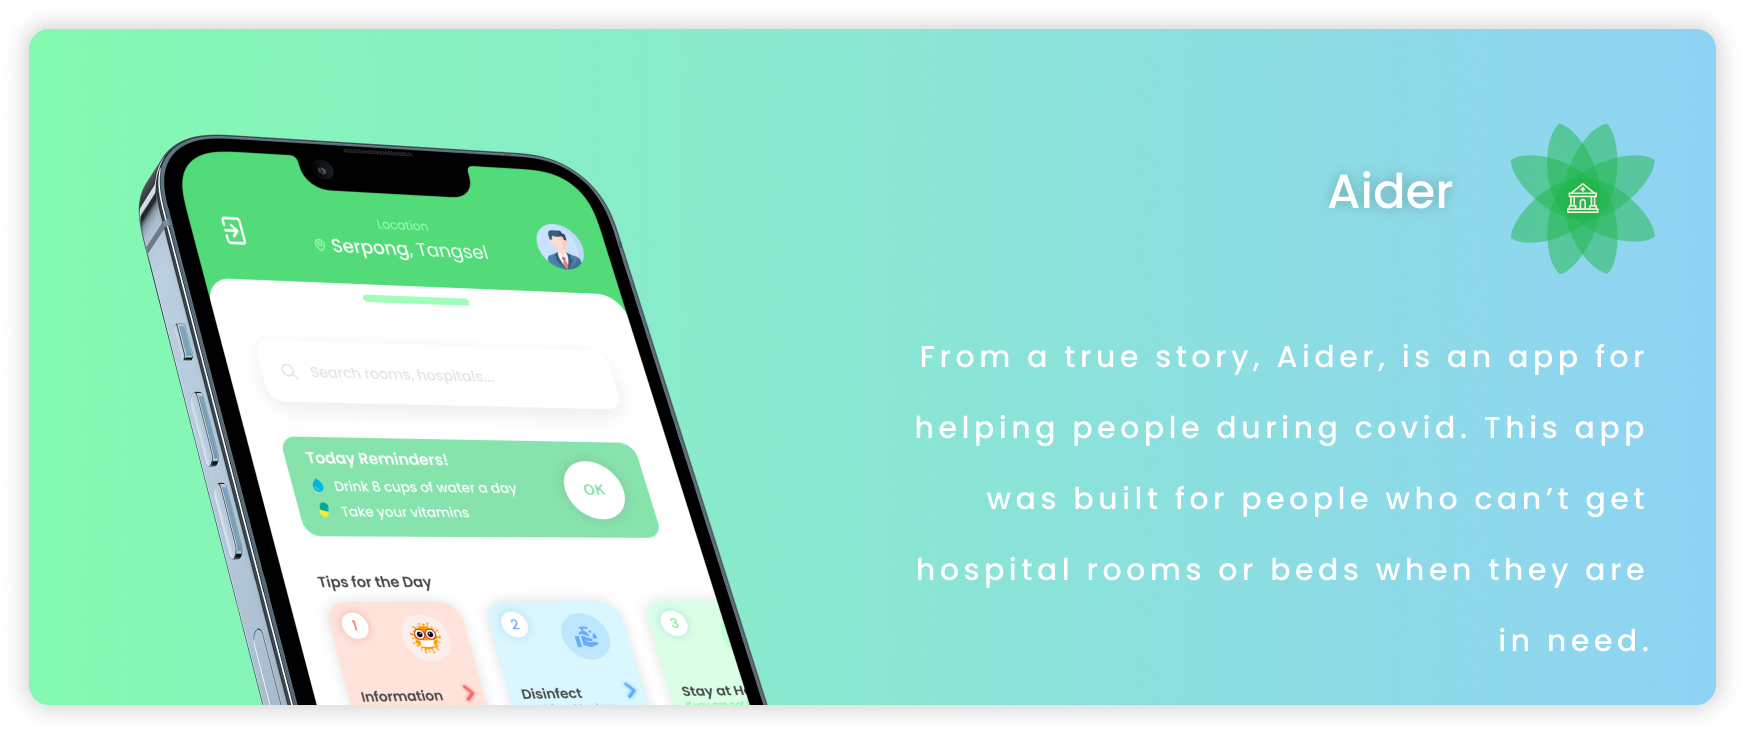 Location
Serpong, Tangsel
Search rooms, hospitals...
Today Reminders!
Drink 8 cups of water a day
Take your vitamins
OK
Tips for the Day
1
Information
2
Disinfect
3
Stay at H
Aider
From a true story, Aider, is an app for
helping people during covid. This app
was built for people who can’t get
hospital rooms or beds when they are
in need.